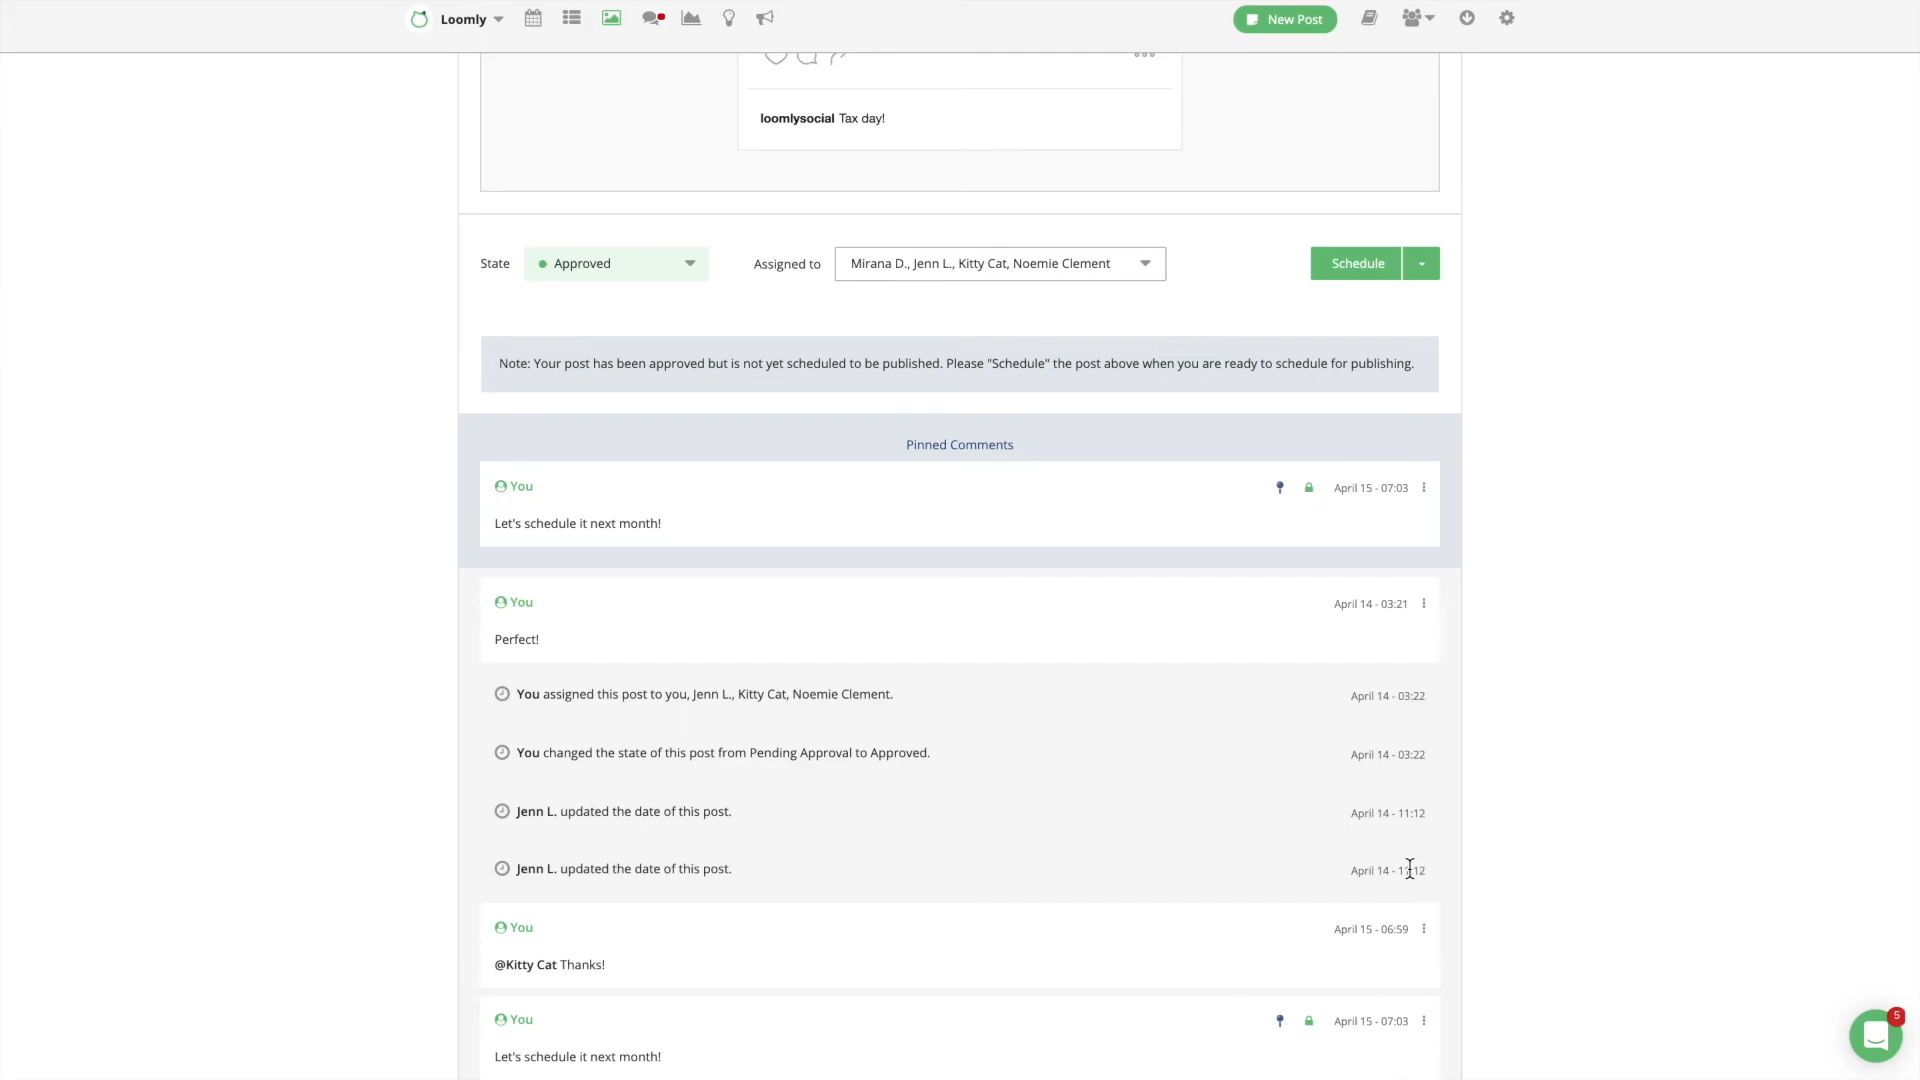 Loomly
New Post
loomlysocial Tax day!
State
Approved
Assigned to
Mirana D., Jenn L., Kitty Cat, Noemie Clement
Schedule
Note: Your post has been approved but is not yet scheduled to be published. Please "Schedule" the post above when you are ready to schedule for publishing.
Pinned Comments
You
April 15 - 07:03
Let's schedule it next month!
You
April 14 - 03:21
Perfect!
You assigned this post to you, Jenn L., Kitty Cat, Noemie Clement.
April 14 - 03:22
You changed the state of this post from Pending Approval to Approved.
April 14 - 03:22
Jenn L. updated the date of this post.
April 14 - 11:12
Jenn L. updated the date of this post.
April 14 - 11:12
You
April 15 - 06:59
@Kitty Cat Thanks!
You
April 15 - 07:03
Let's schedule it next month!
5